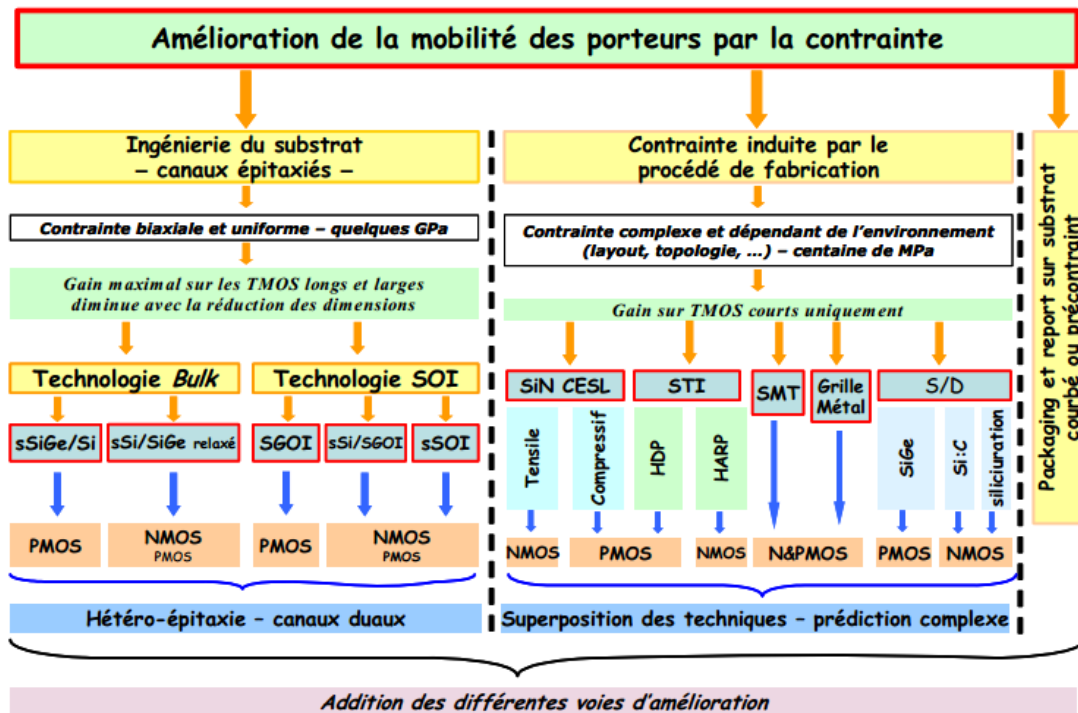 Amélioration de la mobilité des porteurs par la contrainte
Ingénierie du substrat
– canaux épitaxiés –
Contrainte biaxiale et uniforme – quelques GPa
Gain maximal sur les TMOS longs et larges
diminue avec la réduction des dimensions
Technologie Bulk
Technologie SOI
sSiGe/Si
sSi/SiGe relaxé
SGOI
sSi/SGOI
sSOI
PMOS
NMOS
PMOS
PMOS
NMOS
PMOS
Hétéro-épitaxie – canaux duaux
Contrainte induite par le
procédé de fabrication
Contrainte complexe et dépendant de l'environnement
(layout, topologie, ...) – centaine de MPa
Gain sur TMOS courts uniquement
SiN CESL
STI
SMT
Grille
Métal
S/D
Tensile
Compressif
HDP
HARP
SiGe
Si:C
siliciuration
NMOS
PMOS
NMOS
N&PMOS
PMOS
NMOS
Superposition des techniques – prédiction complexe
Packaging et report sur substrat
courbé ou précontraint
Addition des différentes voies d'amélioration